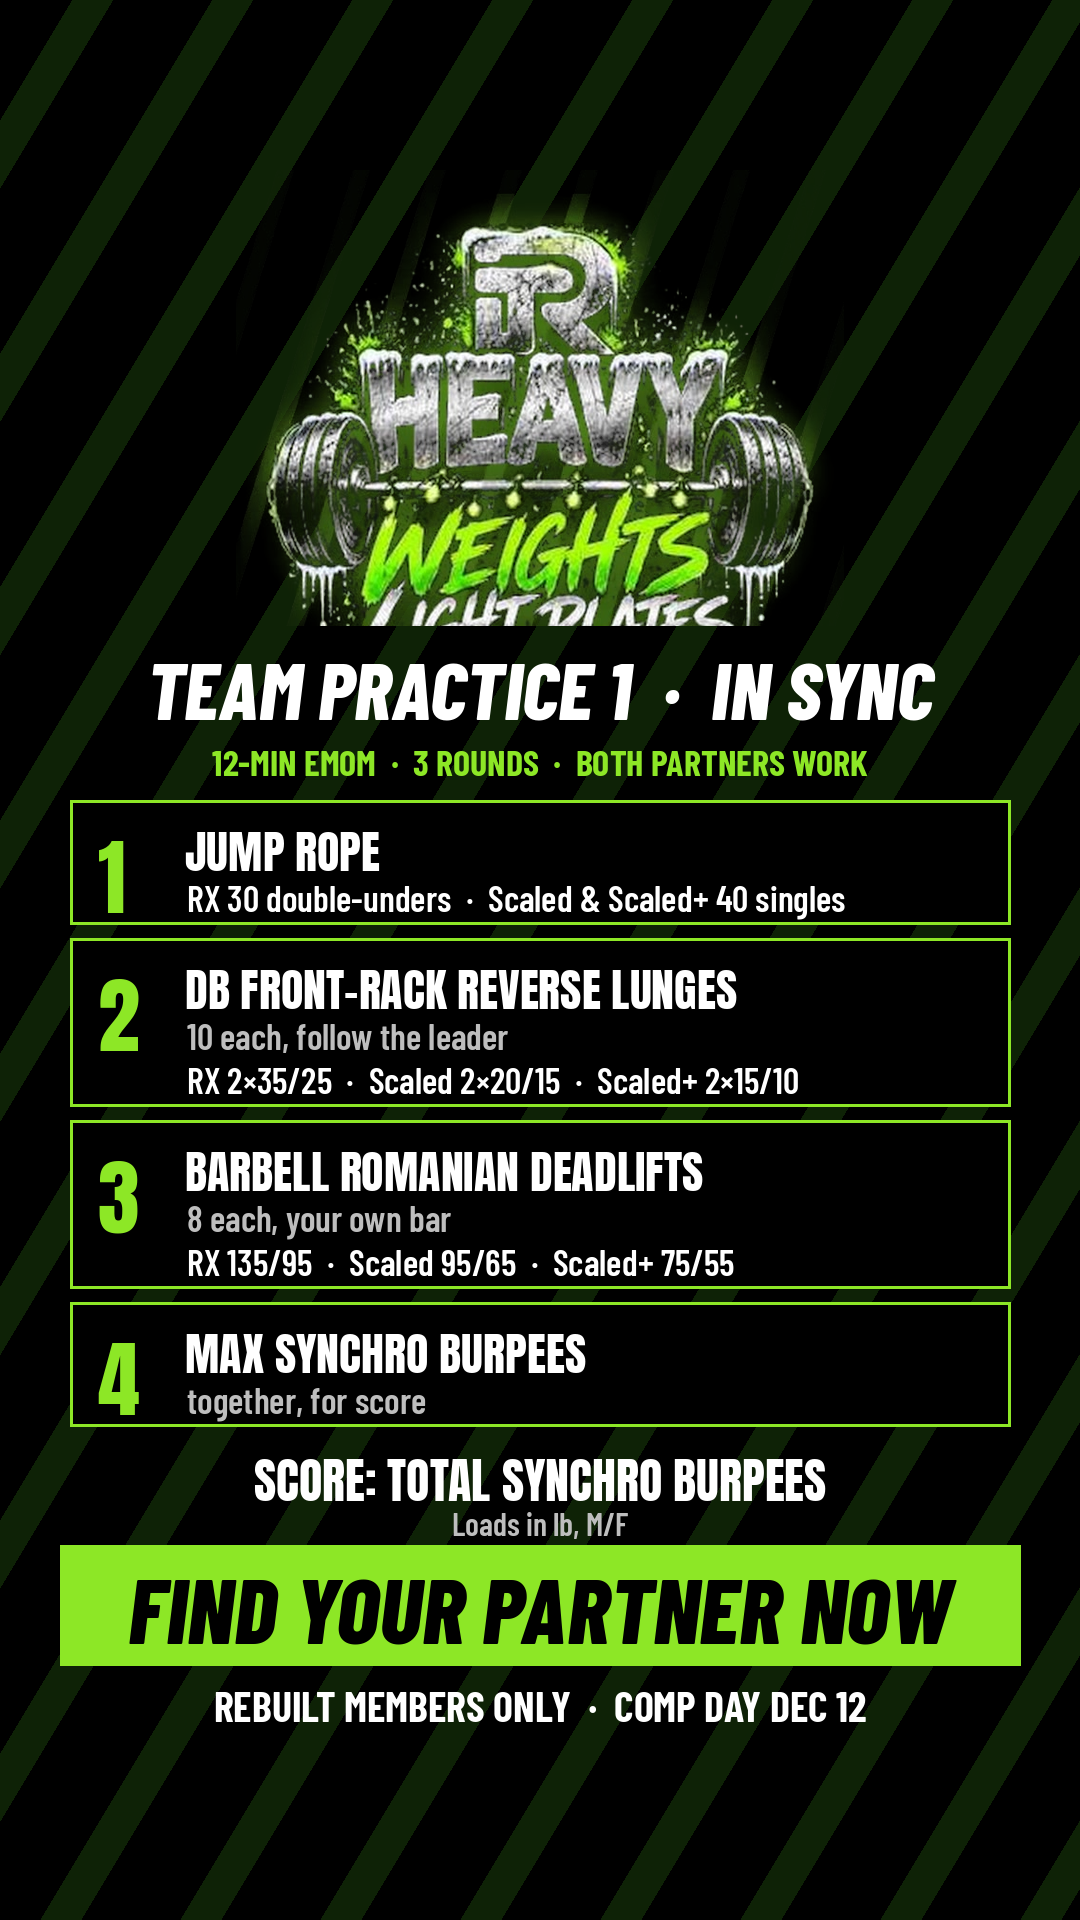 R
HEAVY
WEIGHTS
LIGHT PLATES
TEAM PRACTICE 1 · IN SYNC
12-MIN EMOM · 3 ROUNDS · BOTH PARTNERS WORK
1
JUMP ROPE
RX 30 double-unders · Scaled & Scaled+ 40 singles
2
DB FRONT-RACK REVERSE LUNGES
10 each, follow the leader
RX 2×35/25 · Scaled 2×20/15 · Scaled+ 2×15/10
3
BARBELL ROMANIAN DEADLIFTS
8 each, your own bar
RX 135/95 · Scaled 95/65 · Scaled+ 75/55
4
MAX SYNCHRO BURPEES
together, for score
SCORE: TOTAL SYNCHRO BURPEES
Loads in lb, M/F
FIND YOUR PARTNER NOW
REBUILT MEMBERS ONLY · COMP DAY DEC 12